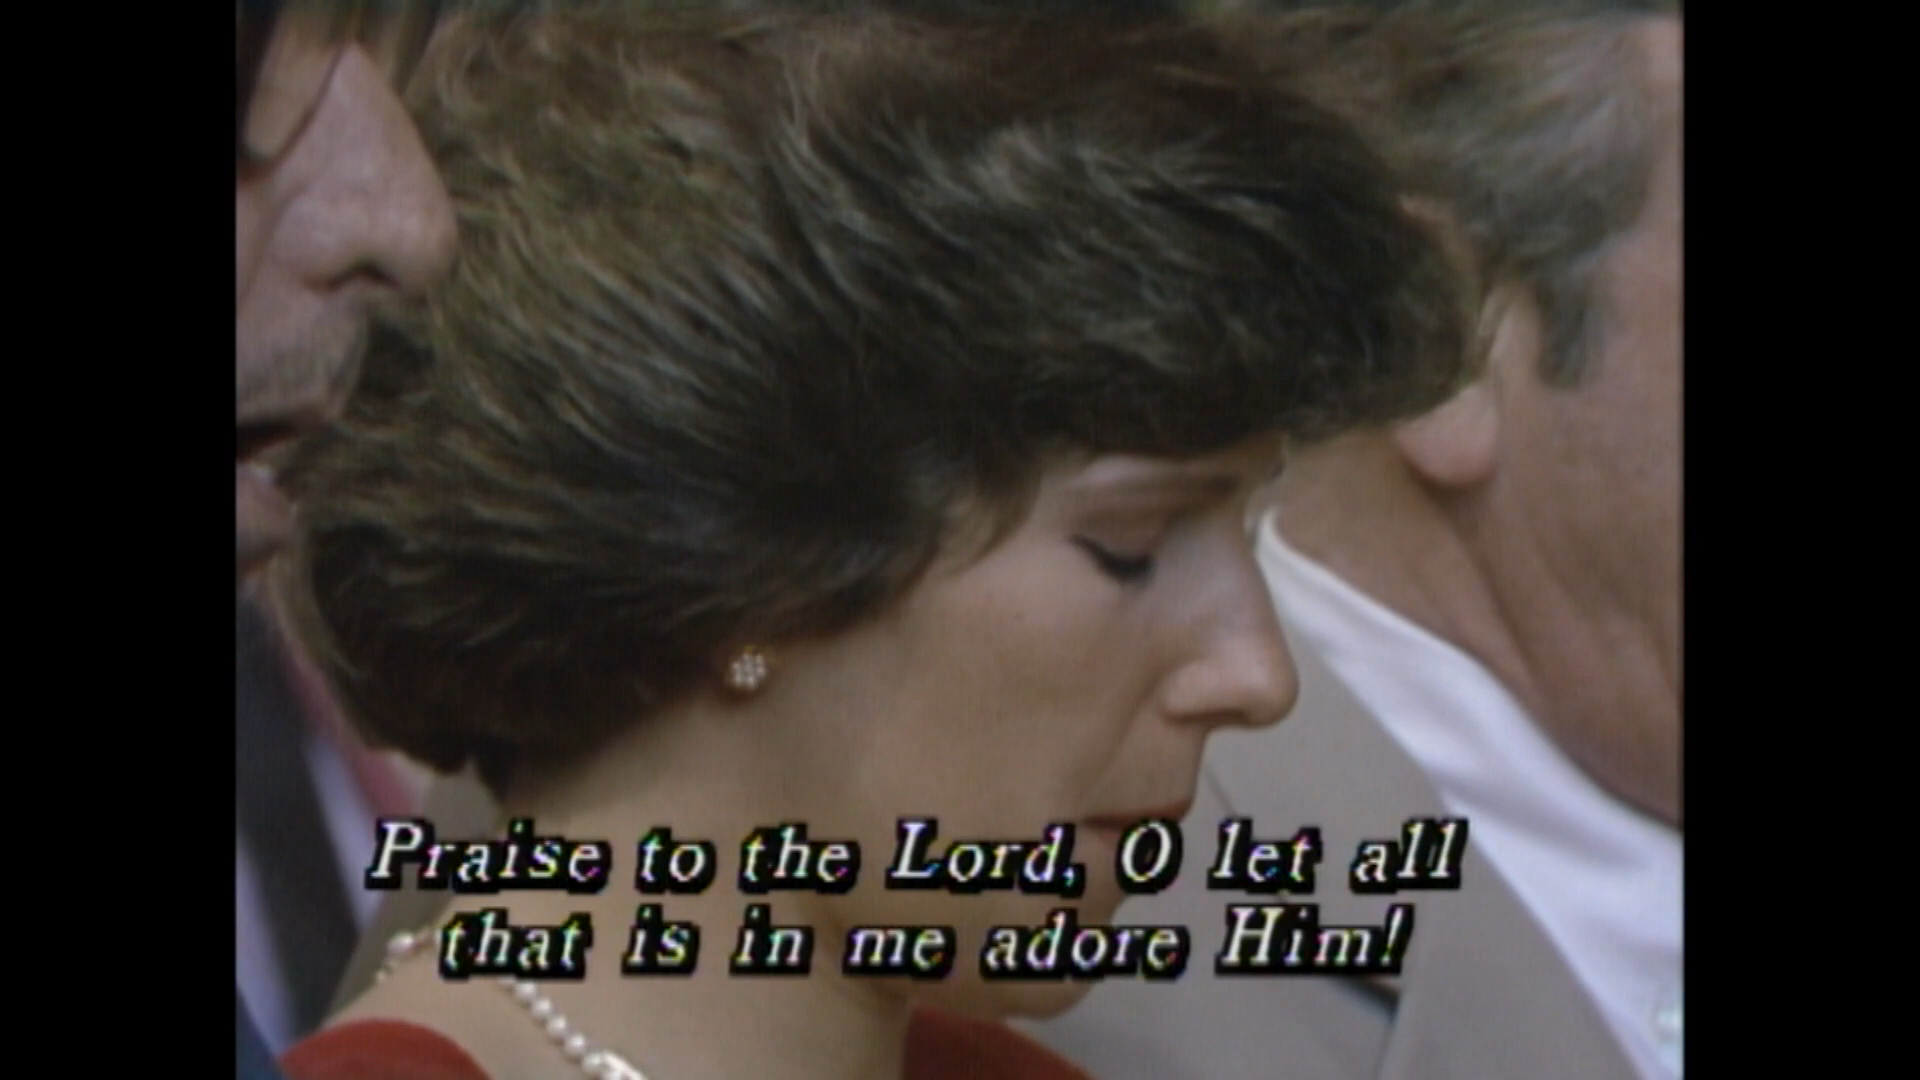 Praise to the Lord, O let all
that is in me adore Him!